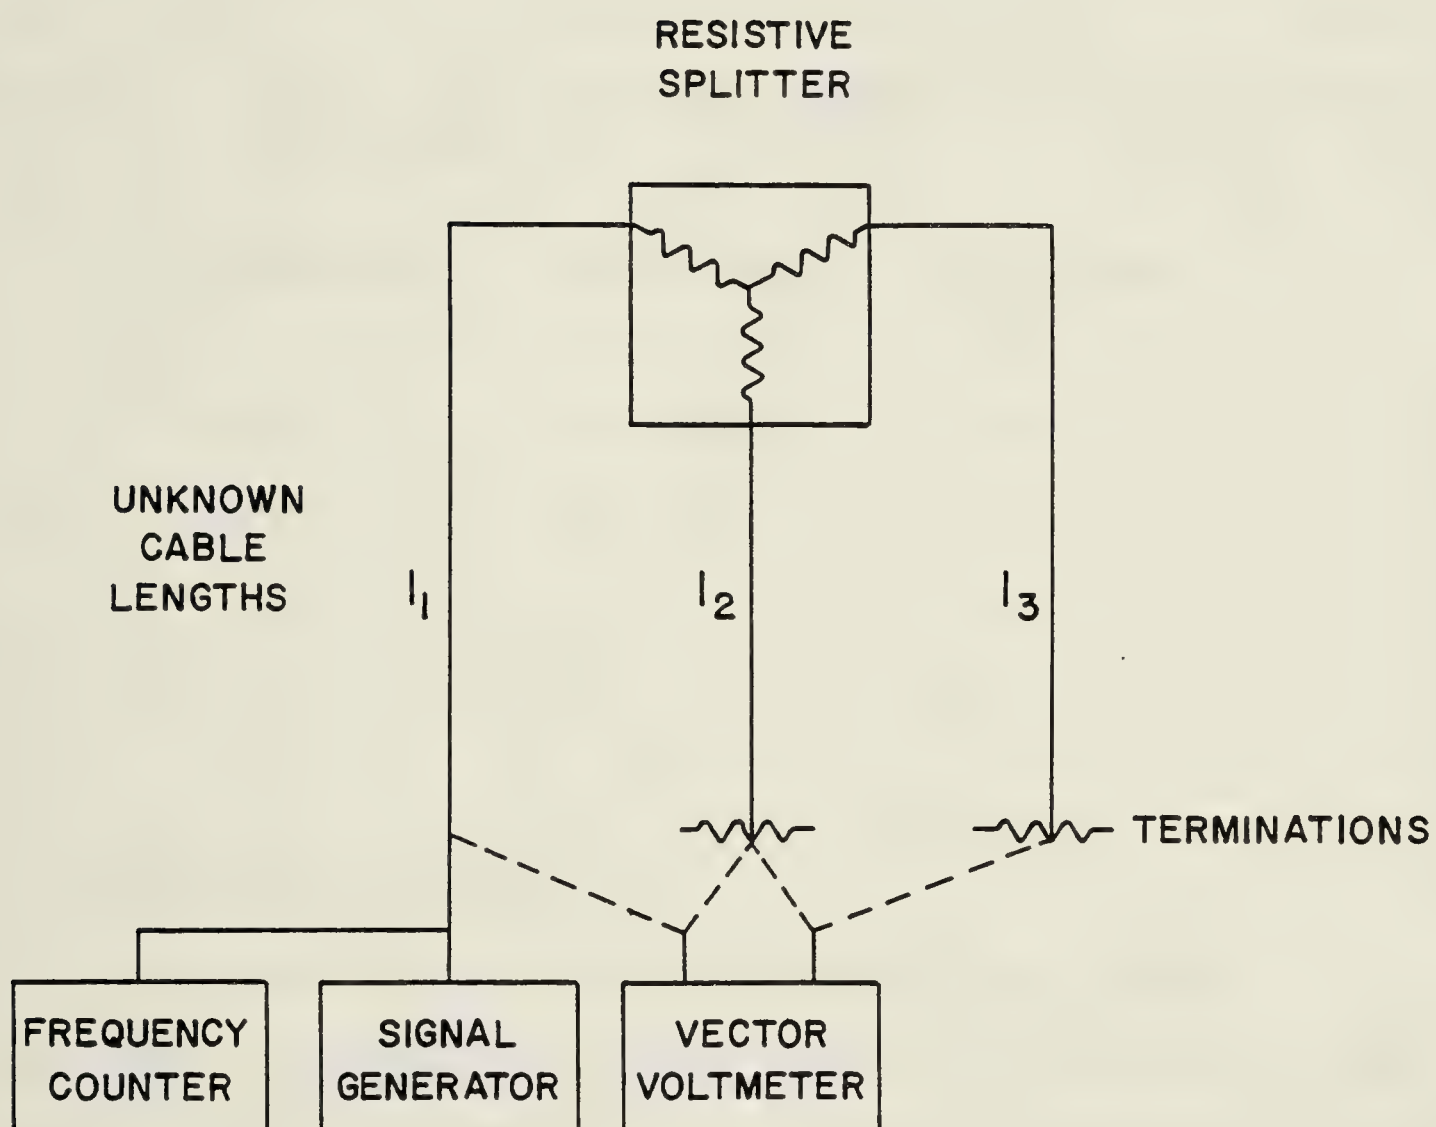 RESISTIVE
SPLITTER
UNKNOWN
CABLE
LENGTHS
l1
l2
l3
TERMINATIONS
FREQUENCY
COUNTER
SIGNAL
GENERATOR
VECTOR
VOLTMETER